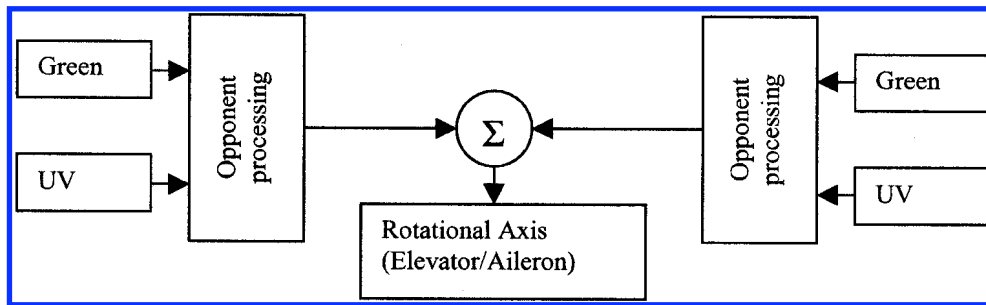 Green
UV
Opponent
processing
Σ
Rotational Axis
(Elevator/Aileron)
Opponent
processing
Green
UV